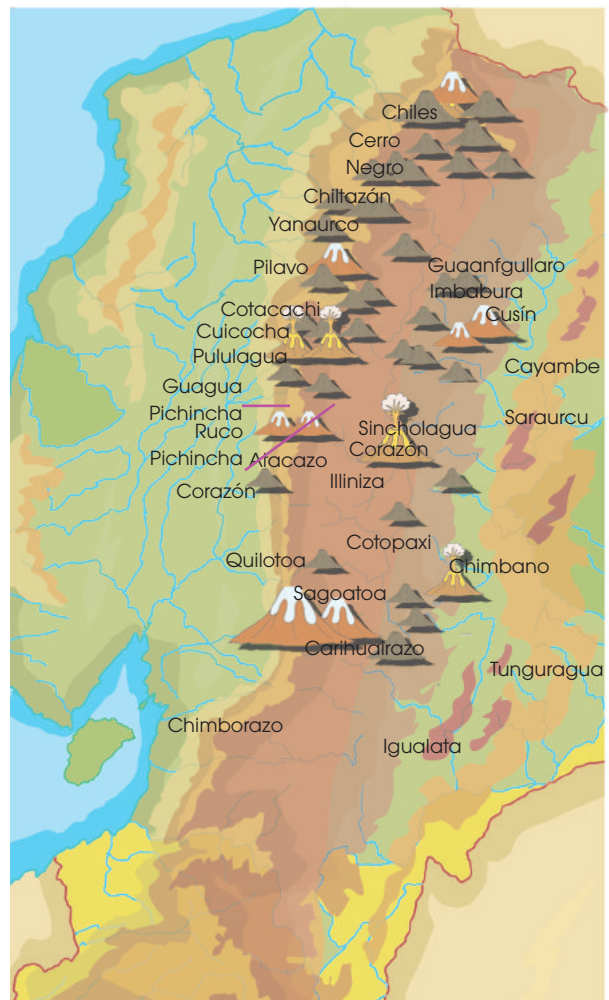 Chiles
Cerro
Negro
Chiltazán
Yanaurco
Pilavo
Guaanfgullaro
Imbabura
Cusín
Cotacachi
Cuicocha
Pululagua
Cayambe
Guagua
Pichincha
Ruco
Pichincha
Saraurcu
Sincholagua
Corazón
Atacazo
Corazón
Illiniza
Cotopaxi
Quilotoa
Chimbano
Sagoatoa
Carihuairazo
Tunguragua
Chimborazo
Igualata